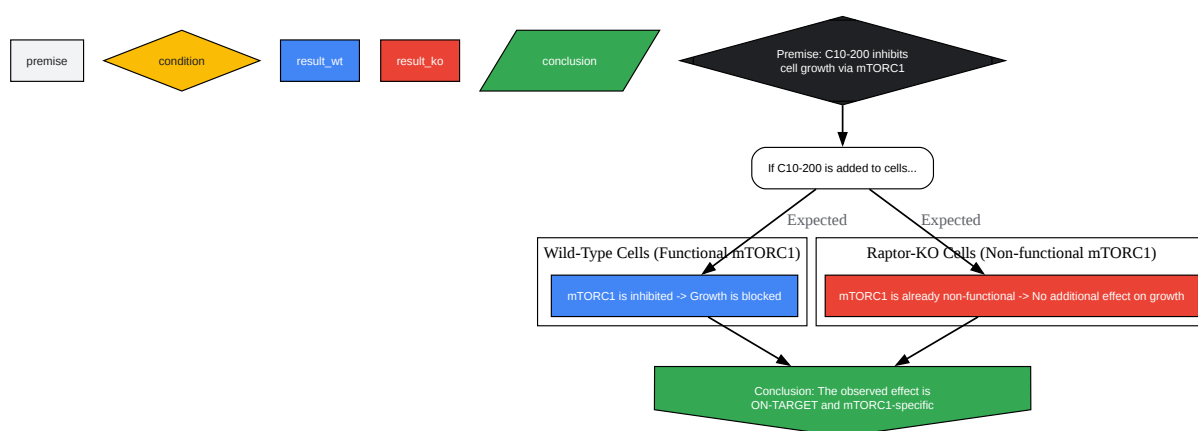 premise
condition
result_wt
result_ko
conclusion
Premise: C10-200 inhibits
cell growth via mTORC1
If C10-200 is added to cells...
Expected
Expected
Wild-Type Cells (Functional mTORC1)
Raptor-KO Cells (Non-functional mTORC1)
mTORC1 is inhibited -> Growth is blocked
mTORC1 is already non-functional -> No additional effect on growth
Conclusion: The observed effect is
ON-TARGET and mTORC1-specific